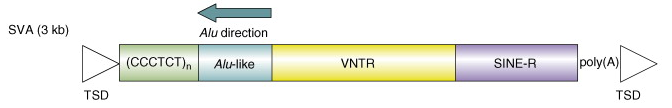 SVA (3 kb)
Alu direction
(CCCTCT)n
Alu-like
VNTR
SINE-R
poly(A)
TSD
TSD